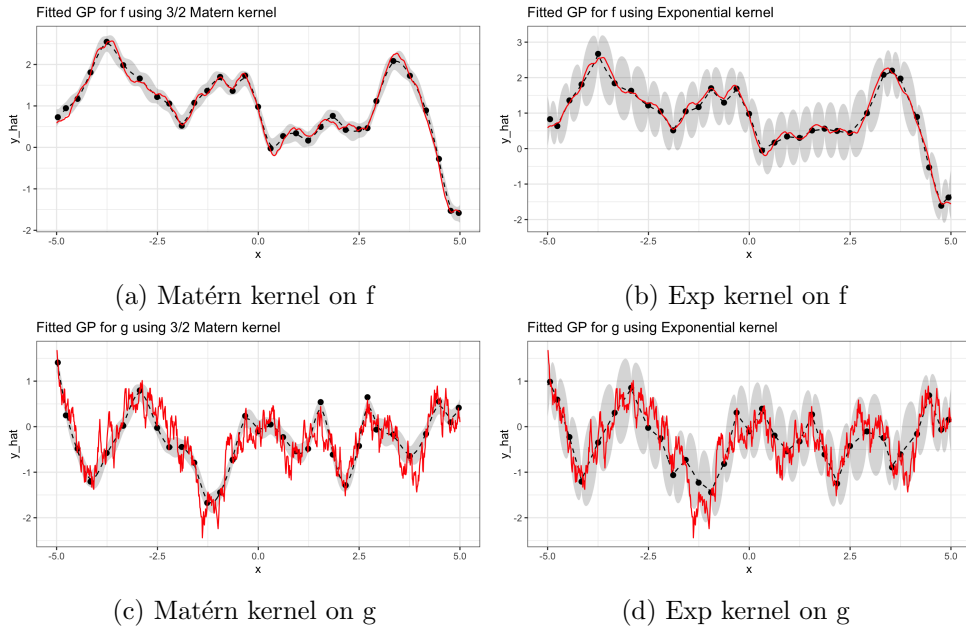 Fitted GP for f using 3/2 Matern kernel
y_hat
2
1
0
-1
-2
-5.0 -2.5 0.0 2.5 5.0
x
(a) Matérn kernel on f
Fitted GP for f using Exponential kernel
y_hat
3
2
1
0
-1
-2
-5.0 -2.5 0.0 2.5 5.0
x
(b) Exp kernel on f
Fitted GP for g using 3/2 Matern kernel
y_hat
1
0
-1
-2
-5.0 -2.5 0.0 2.5 5.0
x
(c) Matérn kernel on g
Fitted GP for g using Exponential kernel
y_hat
1
0
-1
-2
-5.0 -2.5 0.0 2.5 5.0
x
(d) Exp kernel on g